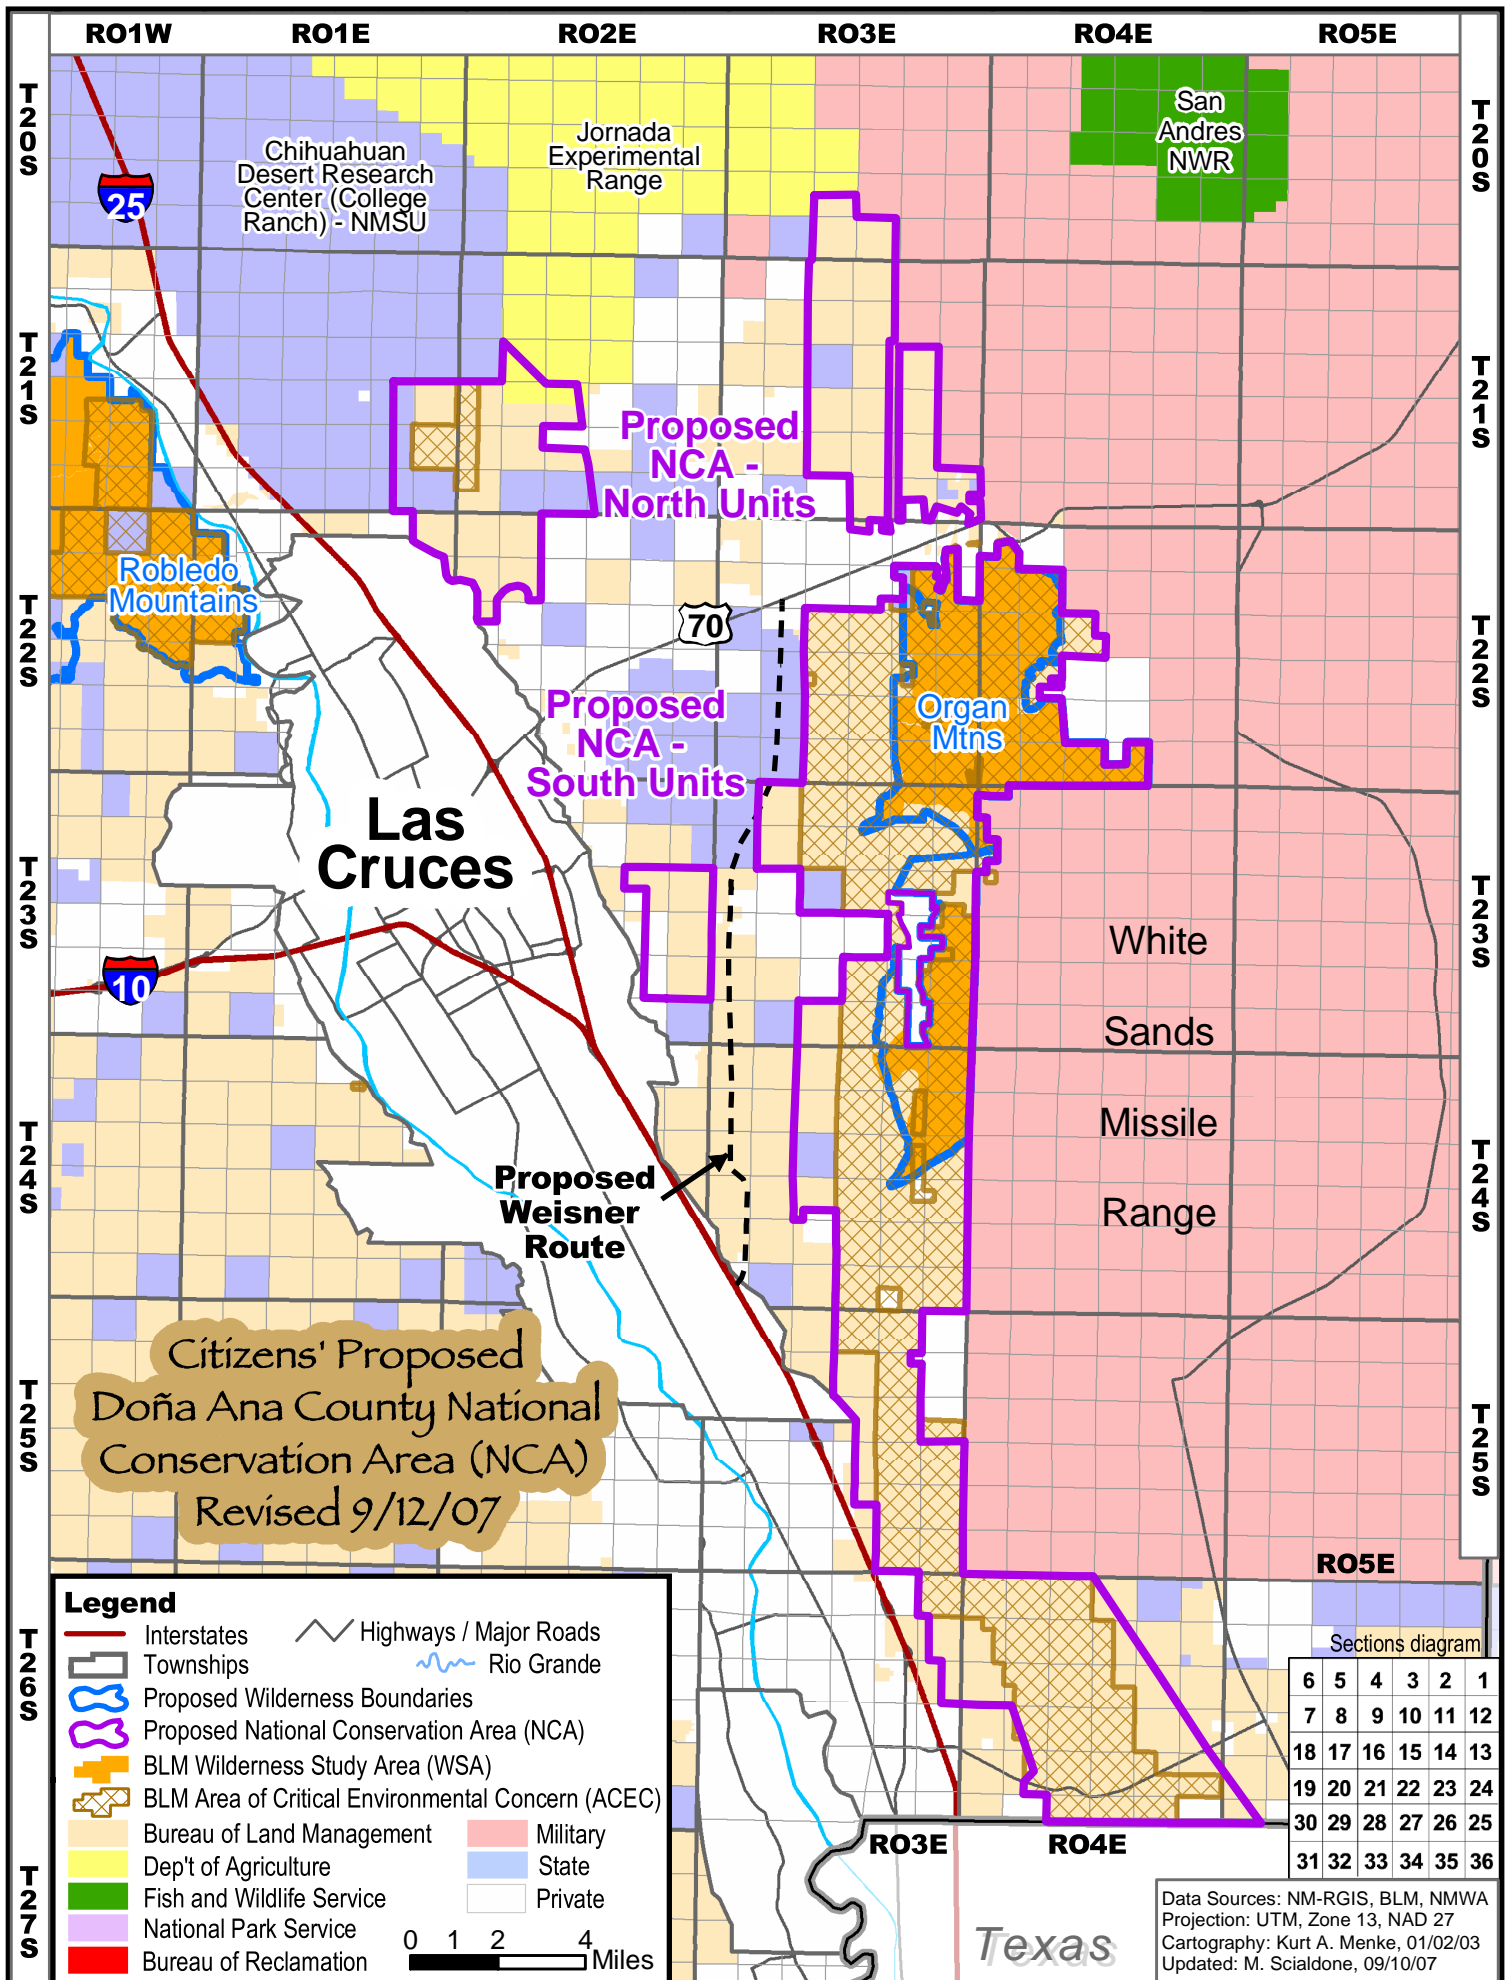 RO1W RO1E RO2E RO3E RO4E RO5E
T20S
T21S
T22S
T23S
T24S
T25S
T26S
T27S
T20S
T21S
T22S
T23S
T24S
T25S
San
Andres
NWR
Jornada
Experimental
Range
Chihuahuan
Desert Research
Center (College
Ranch) - NMSU
25
Proposed
NCA -
North Units
Robledo
Mountains
70
Proposed
NCA -
South Units
Organ
Mtns
Las
Cruces
10
White
Sands
Missile
Range
Proposed
Weisner
Route
Citizens' Proposed
Doña Ana County National
Conservation Area (NCA)
Revised 9/12/07
RO5E
Legend
Interstates
Highways / Major Roads
Townships
Rio Grande
Proposed Wilderness Boundaries
Proposed National Conservation Area (NCA)
BLM Wilderness Study Area (WSA)
BLM Area of Critical Environmental Concern (ACEC)
Bureau of Land Management
Military
Dep't of Agriculture
State
Fish and Wildlife Service
Private
National Park Service
Bureau of Reclamation
0 1 2 4
Miles
RO3E RO4E
Texas
Sections diagram
6 5 4 3 2 1
7 8 9 10 11 12
18 17 16 15 14 13
19 20 21 22 23 24
30 29 28 27 26 25
31 32 33 34 35 36
Data Sources: NM-RGIS, BLM, NMWA
Projection: UTM, Zone 13, NAD 27
Cartography: Kurt A. Menke, 01/02/03
Updated: M. Scialdone, 09/10/07